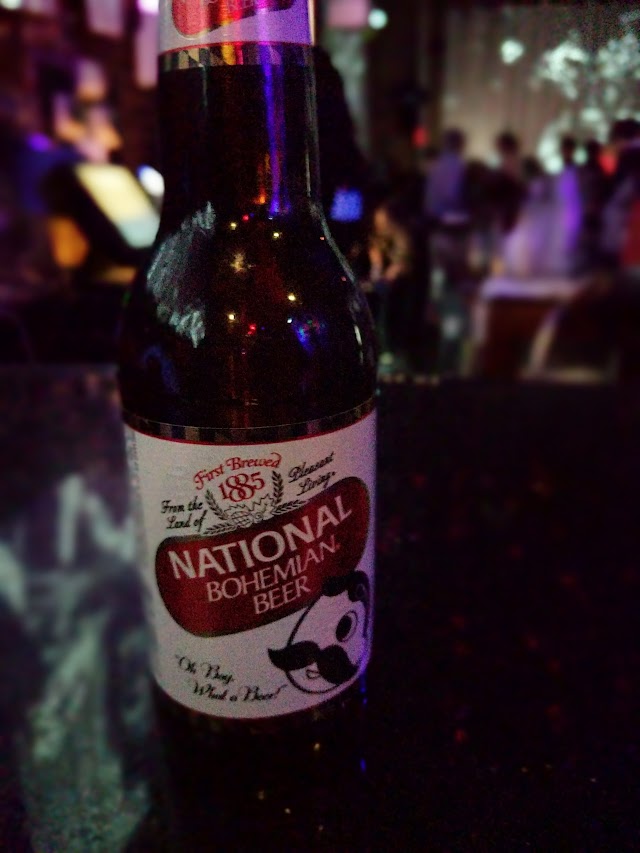 First Brewed
1885
From the
Land of
Pleasant
Living.
NATIONAL
BOHEMIAN
BEER
"Oh Boy,
What a Beer!"